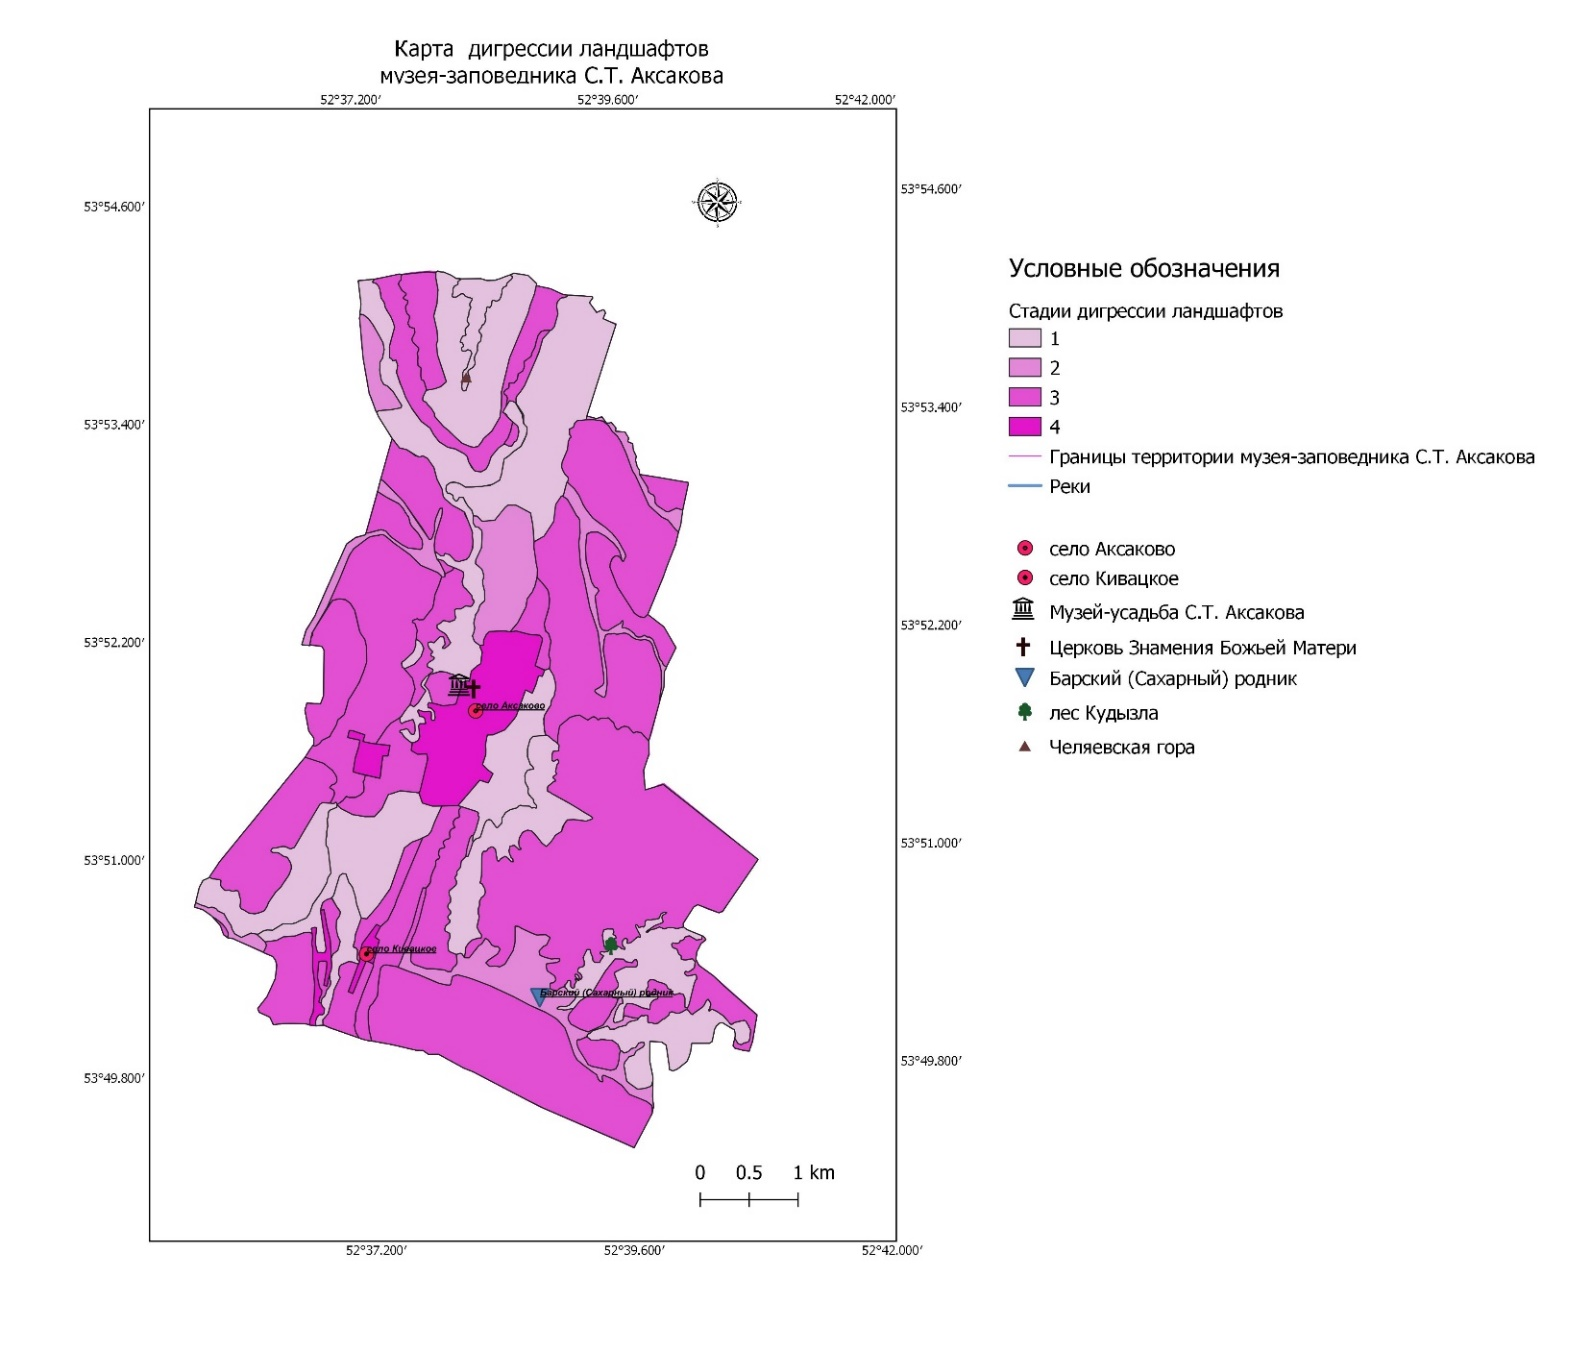 Карта дигрессии ландшафтов
музея-заповедника С.Т. Аксакова
52°37.200′ 52°39.600′ 52°42.000′
53°54.600′
53°53.400′
53°52.200′
53°51.000′
53°49.800′
53°54.600′
53°53.400′
53°52.200′
53°51.000′
53°49.800′
село Аксаково
село Кивацкое
Барский (Сахарный) родник
0 0.5 1 km
52°37.200′ 52°39.600′ 52°42.000′
Условные обозначения
Стадии дигрессии ландшафтов
1
2
3
4
Границы территории музея-заповедника С.Т. Аксакова
Реки
село Аксаково
село Кивацкое
Музей-усадьба С.Т. Аксакова
Церковь Знамения Божьей Матери
Барский (Сахарный) родник
лес Кудызла
Челяевская гора